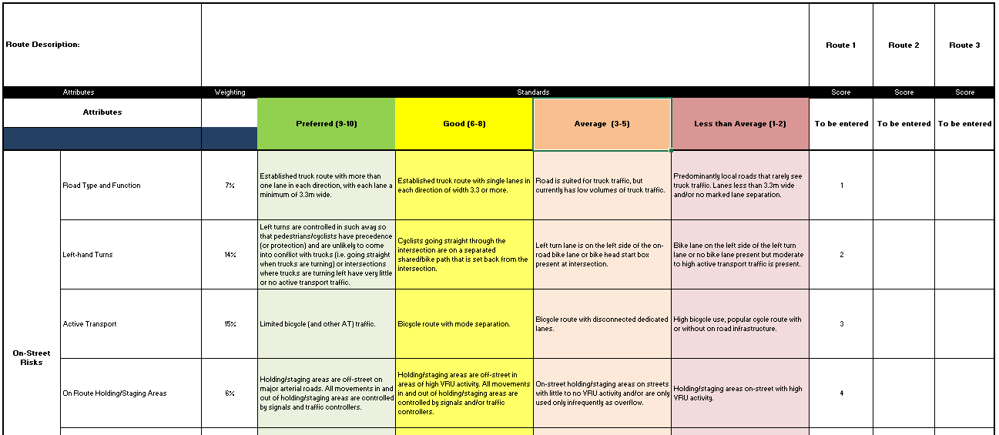 Route Description:
Route 1
Route 2
Route 3
Attributes
Weighting
Standards
Score
Score
Score
Attributes
Preferred (9-10)
Good (6-8)
Average (3-5)
Less than Average (1-2)
To be entered
To be entered
To be entered
On-Street
Risks
Road Type and Function
7%
Established truck route with more than
one lane in each direction, with each lane a
minimum of 3.3m wide.
Established truck route with single lanes in
each direction of width 3.3 or more.
Road is suited for truck traffic, but
currently has low volumes of truck traffic.
Predominantly local roads that rarely see
truck traffic. Lanes less than 3.3m wide
and/or no marked lane separation.
1
Left-hand Turns
14%
Left turns are controlled in such away so
that pedestrians/cyclists have precedence
(or protection) and are unlikely to come
into conflict with trucks (i.e. going straight
when trucks are turning) or intersections
where trucks are turning left have very little
or no active transport traffic.
Cyclists going straight through the
intersection are on a separated
shared/bike path that is set back from the
intersection.
Left turn lane is on the left side of the on-
road bike lane or bike head start box
present at intersection.
Bike lane on the left side of the left turn
lane or no bike lane present but moderate
to high active transport traffic is present.
2
Active Transport
15%
Limited bicycle (and other AT) traffic.
Bicycle route with mode separation.
Bicycle route with disconnected dedicated
lanes.
High bicycle use, popular cycle route with
or without on road infrastructure.
3
On Route Holding/Staging Areas
6%
Holding/staging areas are off-street on
major arterial roads. All movements in and
out of holding/staging areas are controlled
by signals and traffic controllers.
Holding/staging areas are off-street in
areas of high VRU activity. All movements
in and out of holding/staging areas are
controlled by signals and/or traffic
controllers.
On-street holding/staging areas on streets
with little to no VRU activity and/or are only
used only infrequently as overflow.
Holding/staging areas on-street with high
VRU activity.
4